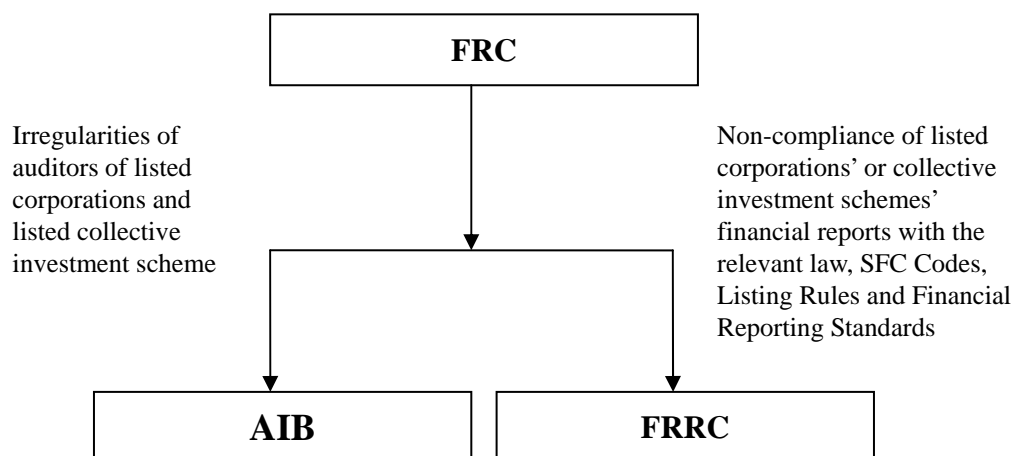 FRC
Irregularities of
auditors of listed
corporations and
listed collective
investment scheme
Non-compliance of listed
corporations’ or collective
investment schemes’
financial reports with the
relevant law, SFC Codes,
Listing Rules and Financial
Reporting Standards
AIB
FRRC